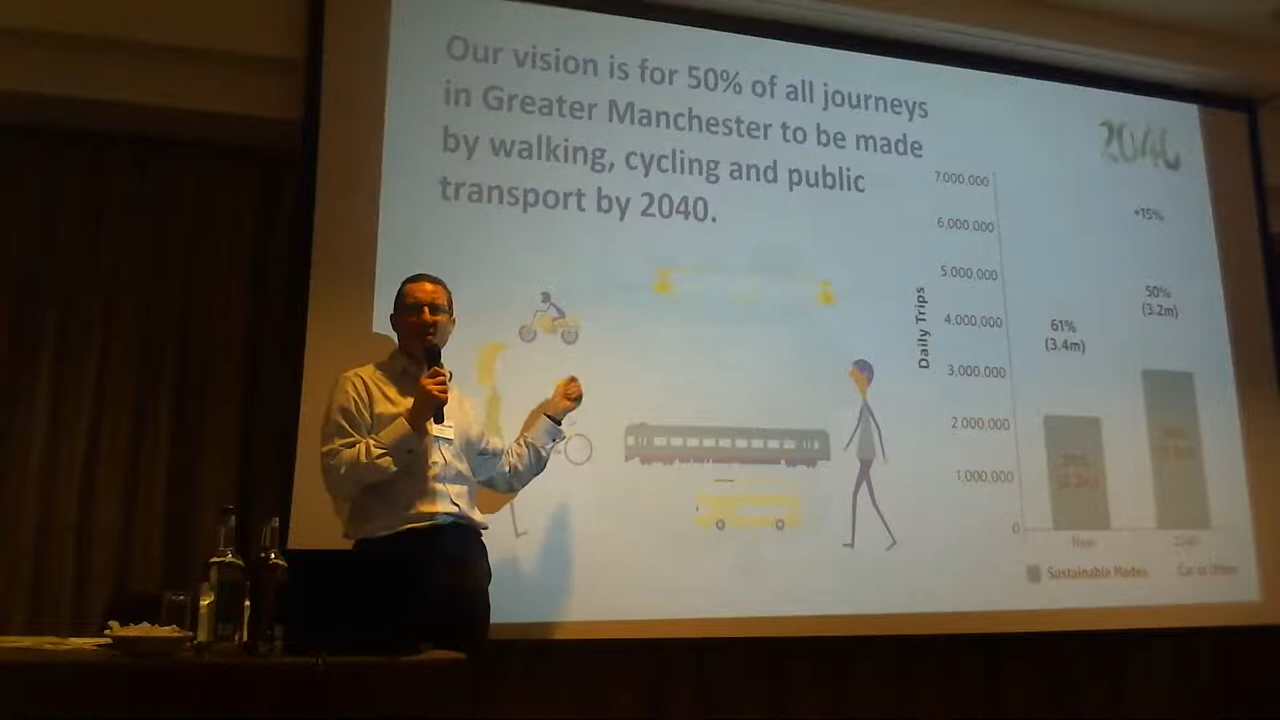 Our vision is for 50% of all journeys
in Greater Manchester to be made
by walking, cycling and public
transport by 2040.
7,000,000
6,000,000
5,000,000
4,000,000
3,000,000
2,000,000
1,000,000
0
Daily Trips
+15%
61%
(3.4m)
50%
(3.2m)
Now
2040
Sustainable Modes